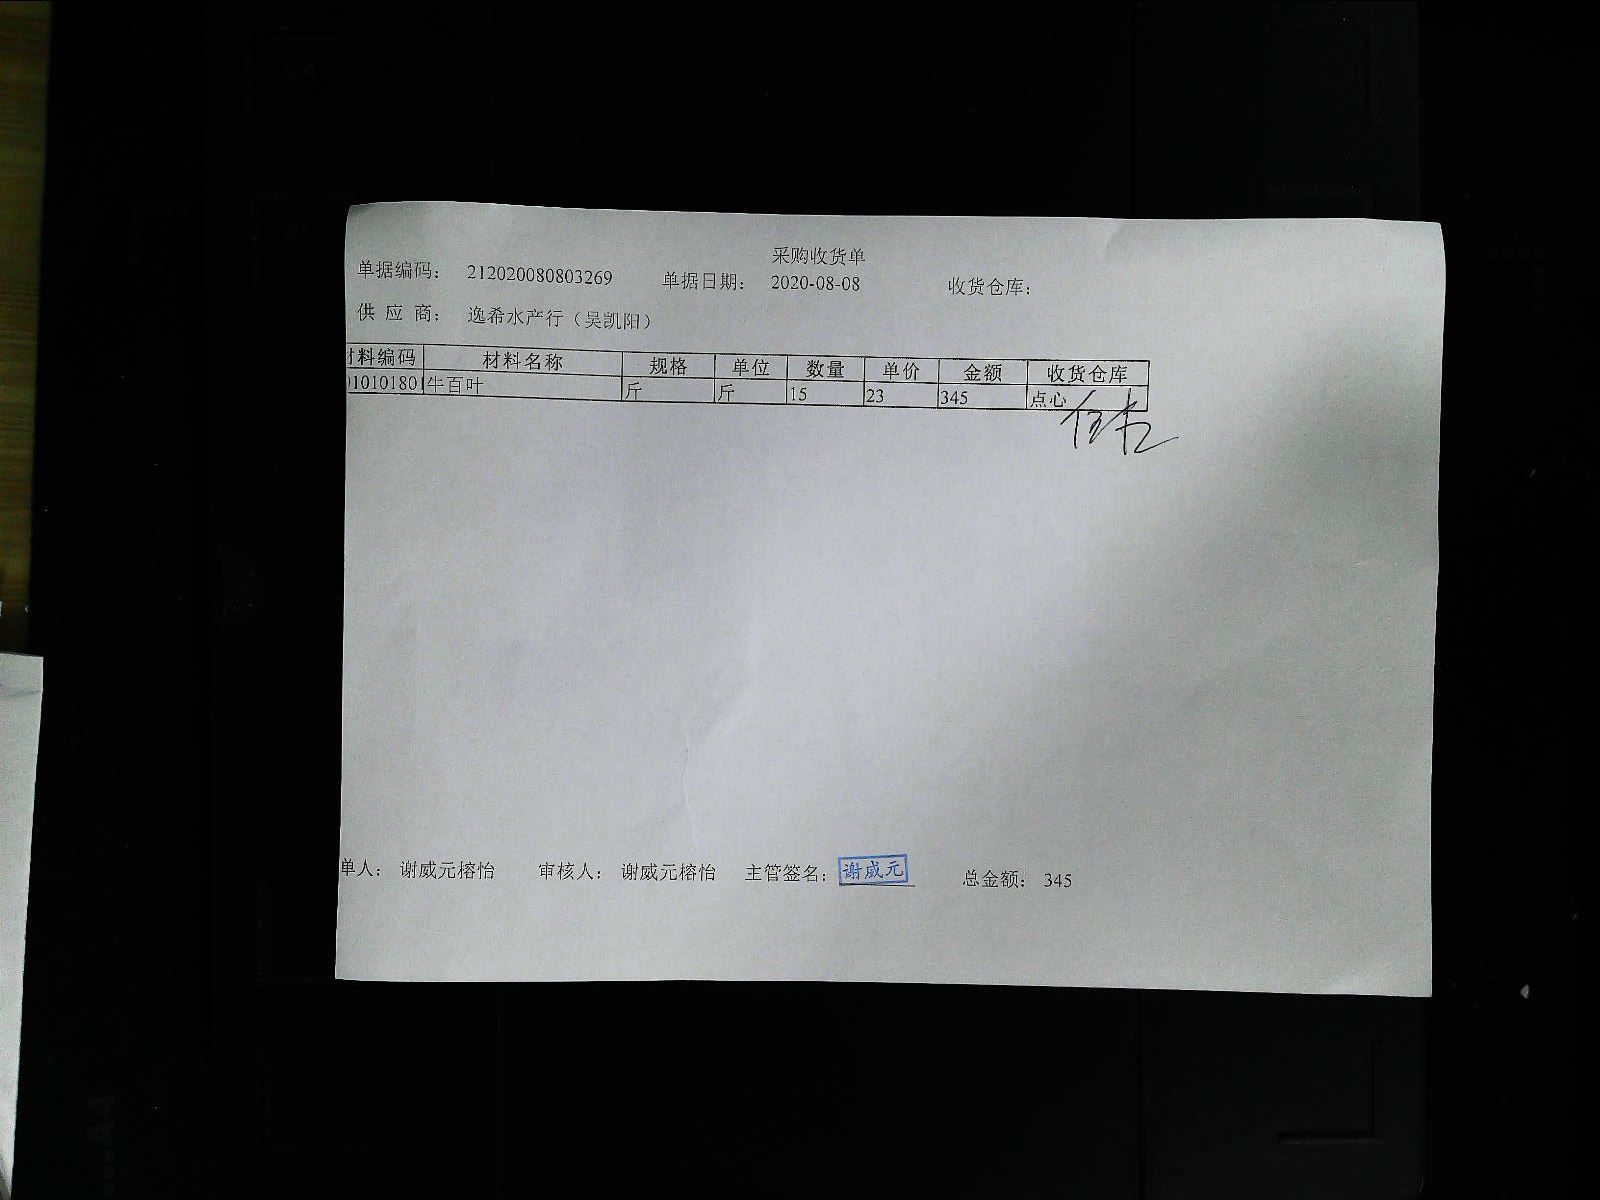 采购收货单
单据编码： 212020080803269 单据日期： 2020-08-08 收货仓库：
供 应 商： 逸希水产行（吴凯阳）
材料编码 材料名称 规格 单位 数量 单价 金额 收货仓库
010101801 牛百叶 斤 斤 15 23 345 点心
单人： 谢威元榕怡 审核人： 谢威元榕怡 主管签名： 谢威元 总金额： 345